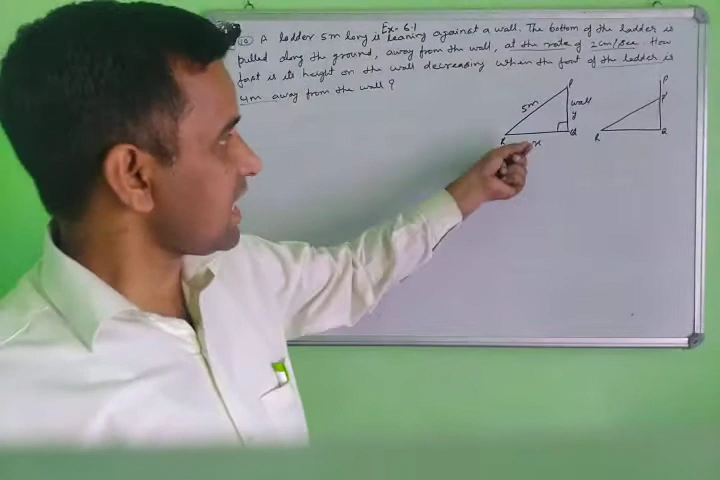 Ex- 6.1
(10) A ladder 5m long is leaning against a wall. The bottom of the ladder is
pulled along the ground, away from the wall, at the rate of 2cm/sec. How
fast is its height on the wall decreasing when the foot of the ladder is
4m away from the wall?
P
5m
wall
y
R
x
Q
P
P'
R
Q